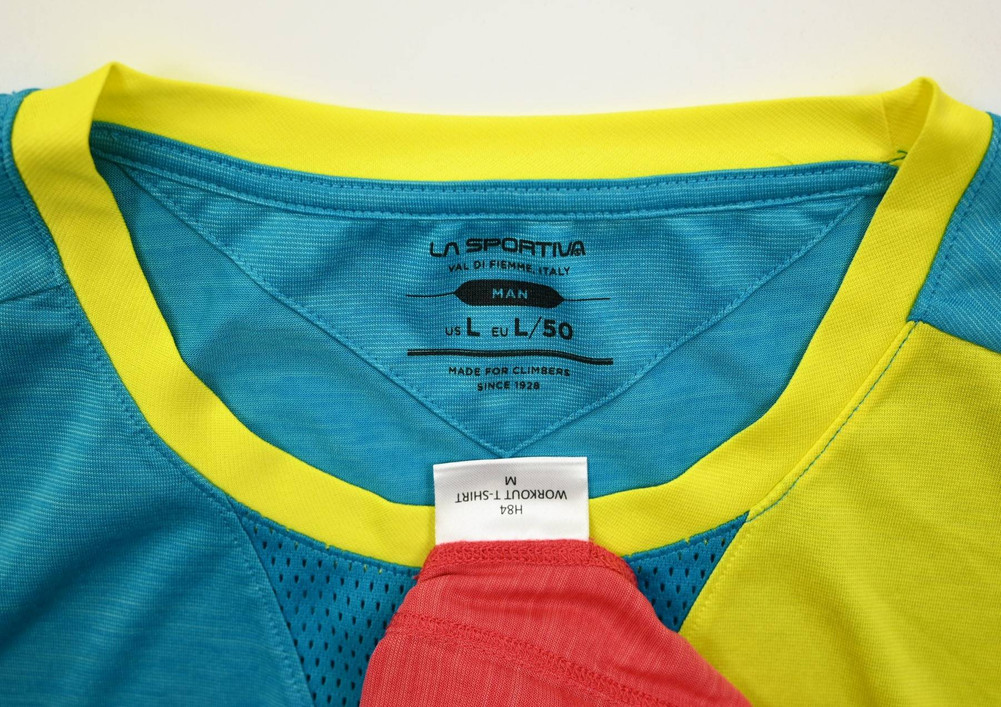 LA SPORTIVA
VAL DI FIEMME, ITALY
MAN
US L EU L/50
MADE FOR CLIMBERS
SINCE 1928
H84
WORKOUT T-SHIRT
M